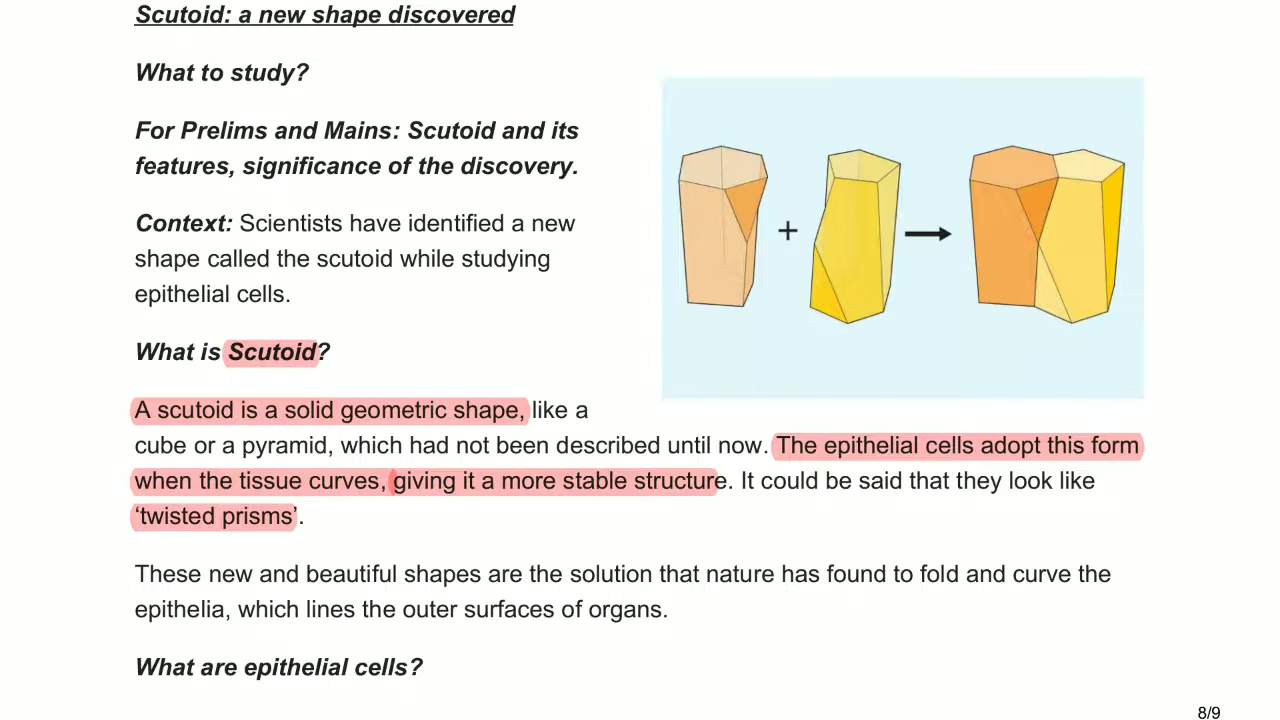 Scutoid: a new shape discovered
What to study?
For Prelims and Mains: Scutoid and its
features, significance of the discovery.
Context: Scientists have identified a new
shape called the scutoid while studying
epithelial cells.
What is Scutoid?
A scutoid is a solid geometric shape, like a
cube or a pyramid, which had not been described until now. The epithelial cells adopt this form
when the tissue curves, giving it a more stable structure. It could be said that they look like
‘twisted prisms’.
These new and beautiful shapes are the solution that nature has found to fold and curve the
epithelia, which lines the outer surfaces of organs.
What are epithelial cells?
8/9